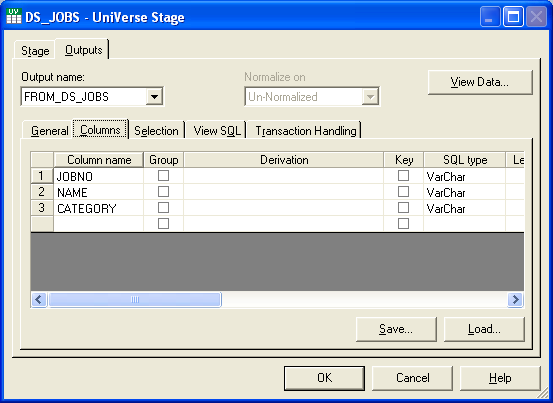 DS_JOBS - UniVerse Stage
Stage Outputs
Output name: Normalize on
FROM_DS_JOBS Un-Normalized View Data...
General Columns Selection View SQL Transaction Handling
Column name Group Derivation Key SQL type Le
1 JOBNO VarChar
2 NAME VarChar
3 CATEGORY VarChar
Save... Load...
OK Cancel Help